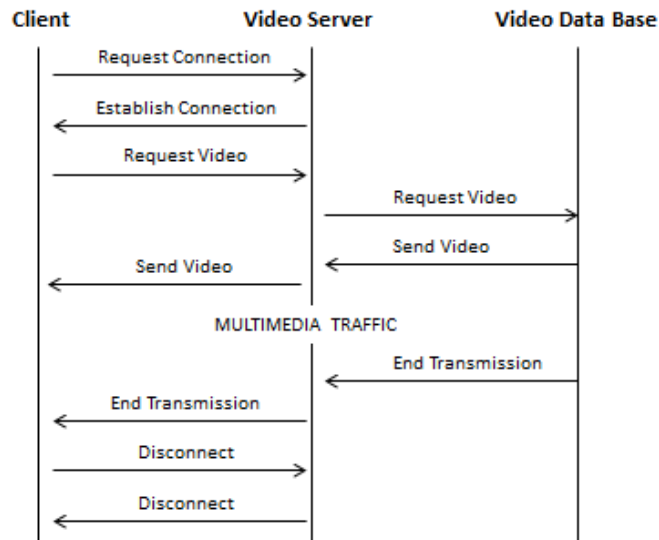 Client Video Server Video Data Base
Request Connection
Establish Connection
Request Video
Request Video
Send Video
Send Video
MULTIMEDIA TRAFFIC
End Transmission
End Transmission
Disconnect
Disconnect